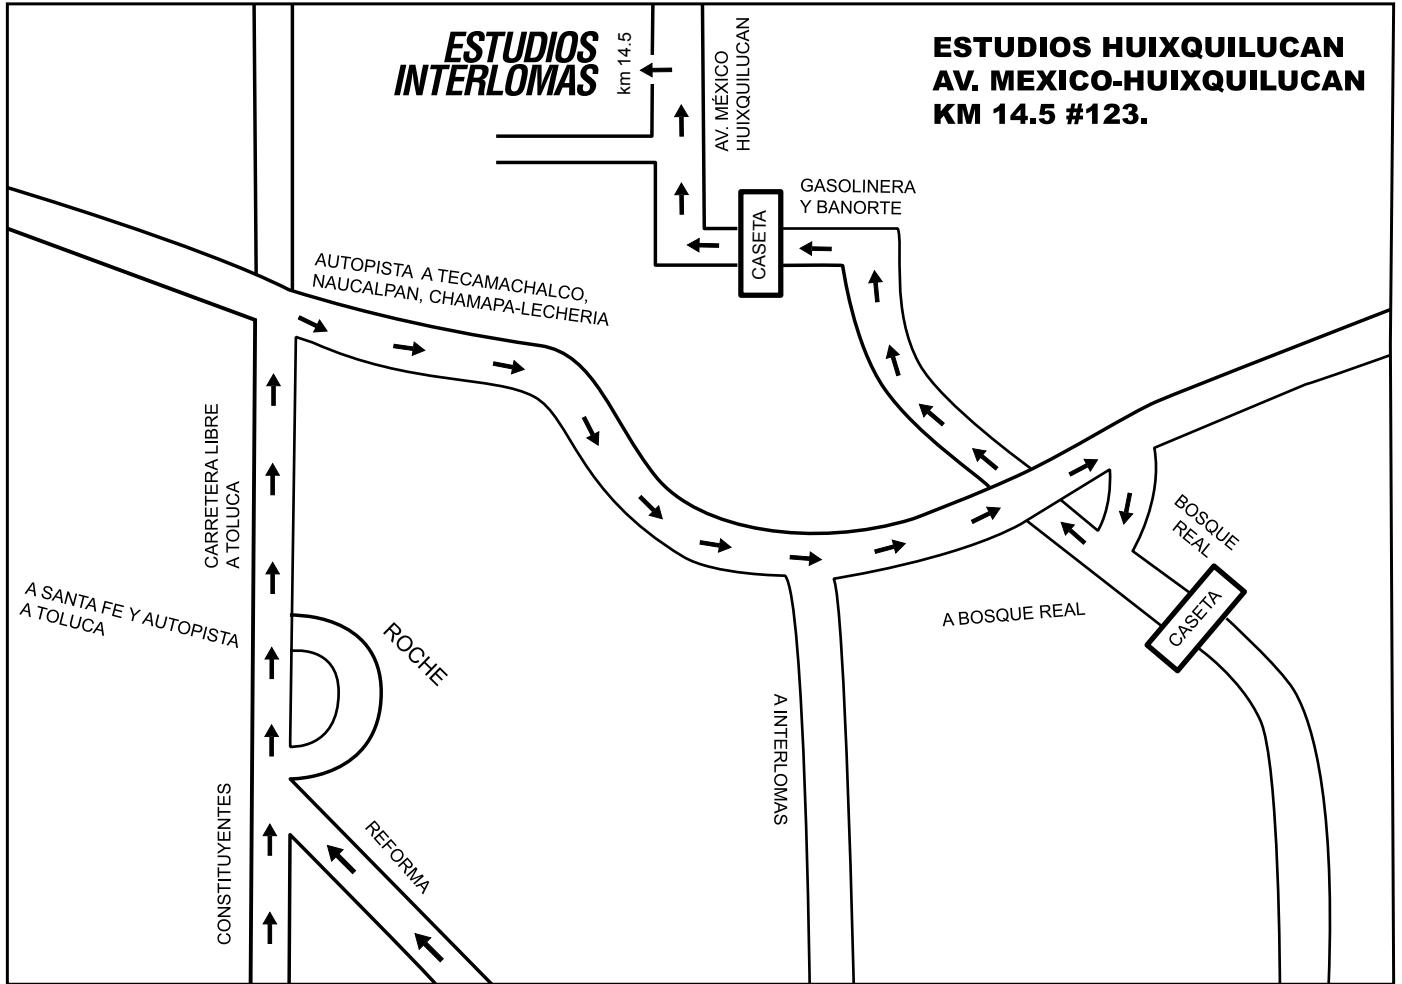 ESTUDIOS
INTERLOMAS
km 14.5
AV. MÉXICO
HUIXQUILUCAN
ESTUDIOS HUIXQUILUCAN
AV. MEXICO-HUIXQUILUCAN
KM 14.5 #123.
GASOLINERA
Y BANORTE
CASETA
AUTOPISTA A TECAMACHALCO,
NAUCALPAN, CHAMAPA-LECHERIA
CARRETERA LIBRE
A TOLUCA
BOSQUE
REAL
A SANTA FE Y AUTOPISTA
A TOLUCA
ROCHE
A BOSQUE REAL
CASETA
A INTERLOMAS
CONSTITUYENTES
REFORMA